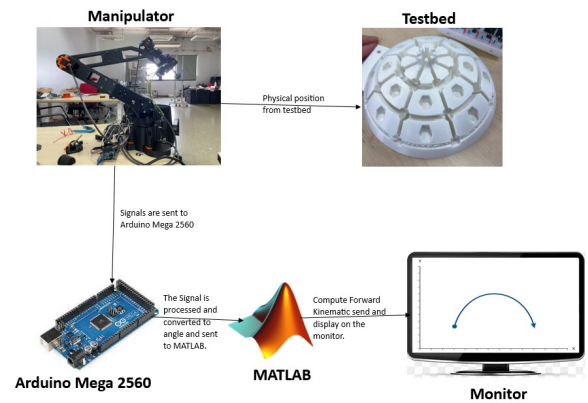 Manipulator
Testbed
Physical position
from testbed
Signals are sent to
Arduino Mega 2560
The Signal is
processed and
converted to
angle and sent
to MATLAB.
Compute Forward
Kinematic send and
display on the
monitor.
Arduino Mega 2560
MATLAB
Monitor